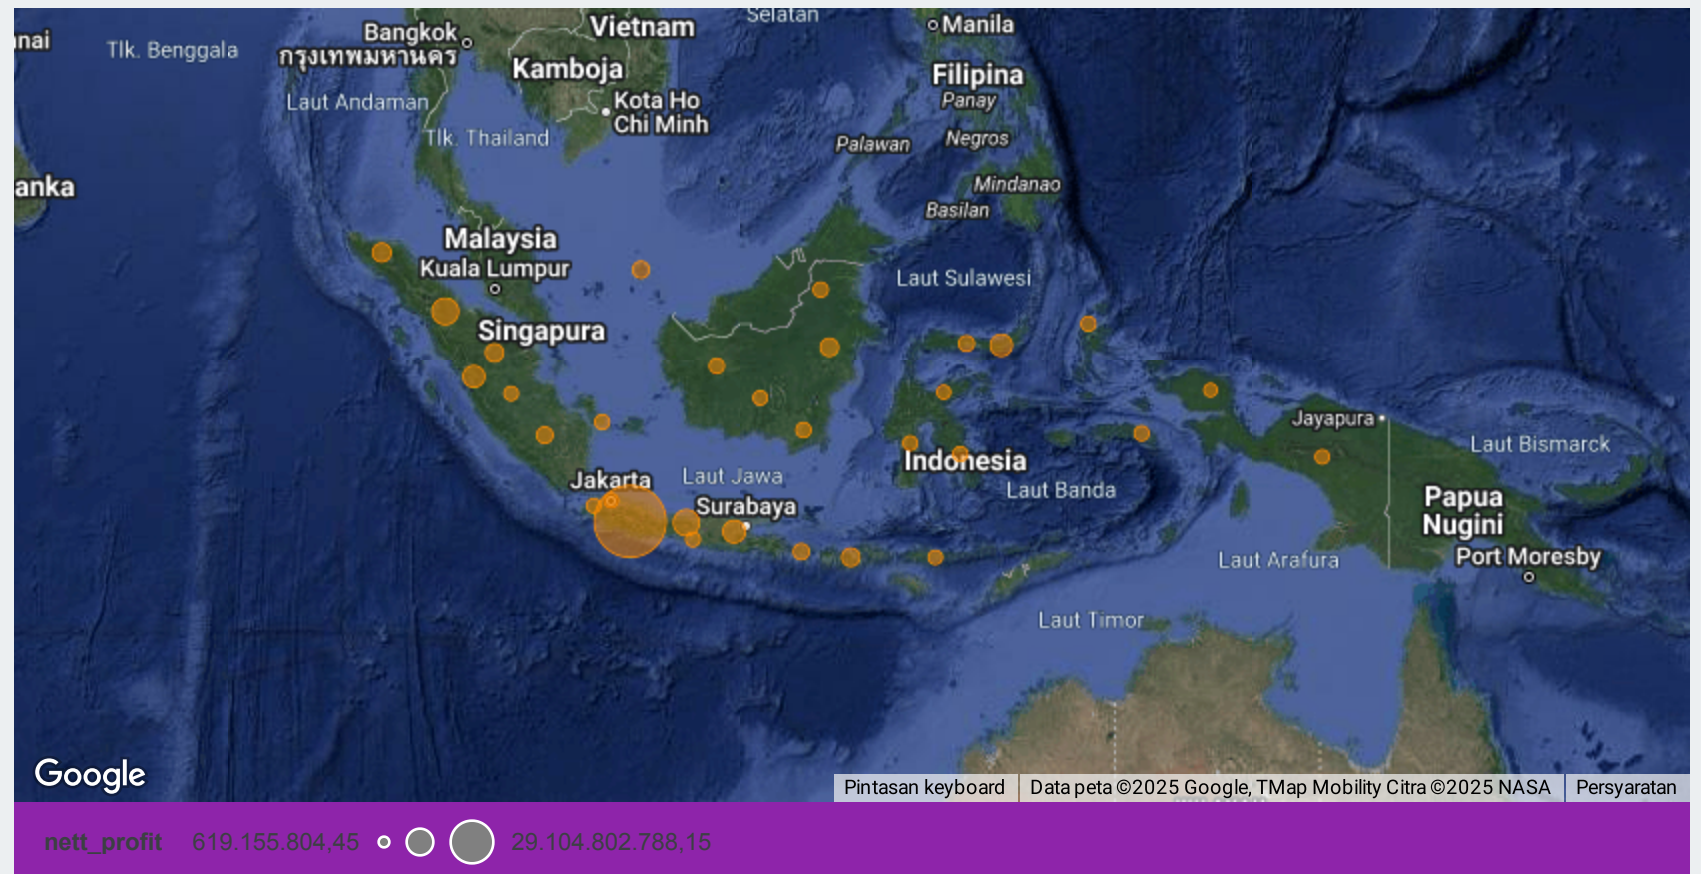 Selatan
Manila
Vietnam
nai
Tlk. Benggala
Bangkok
กรุงเทพมหานคร
Kamboja
Filipina
Panay
Laut Andaman
Kota Ho
Chi Minh
Tlk. Thailand
Palawan
Negros
anka
Mindanao
Basilan
Malaysia
Kuala Lumpur
Laut Sulawesi
Singapura
Jayapura
Laut Bismarck
Indonesia
Jakarta
Laut Jawa
Laut Banda
Surabaya
Papua
Nugini
Laut Arafura
Port Moresby
Laut Timor
Google
Pintasan keyboard
Data peta ©2025 Google, TMap Mobility Citra ©2025 NASA
Persyaratan
nett_profit 619.155.804,45 29.104.802.788,15